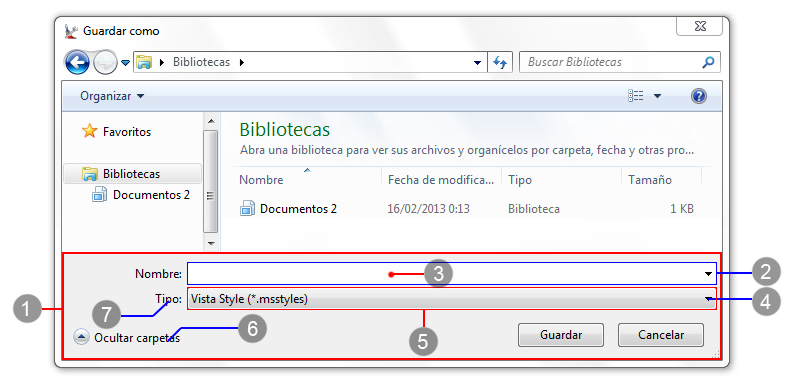 Guardar como
Bibliotecas
Buscar Bibliotecas
Organizar
Favoritos
Bibliotecas
Documentos 2
Bibliotecas
Abra una biblioteca para ver sus archivos y organícelos por carpeta, fecha y otras pro...
Nombre Fecha de modifica... Tipo Tamaño
Documentos 2 16/02/2013 0:13 Biblioteca 1 KB
1
Nombre: 3 2
Tipo: Vista Style (*.msstyles) 4
7 6 5
Ocultar carpetas Guardar Cancelar